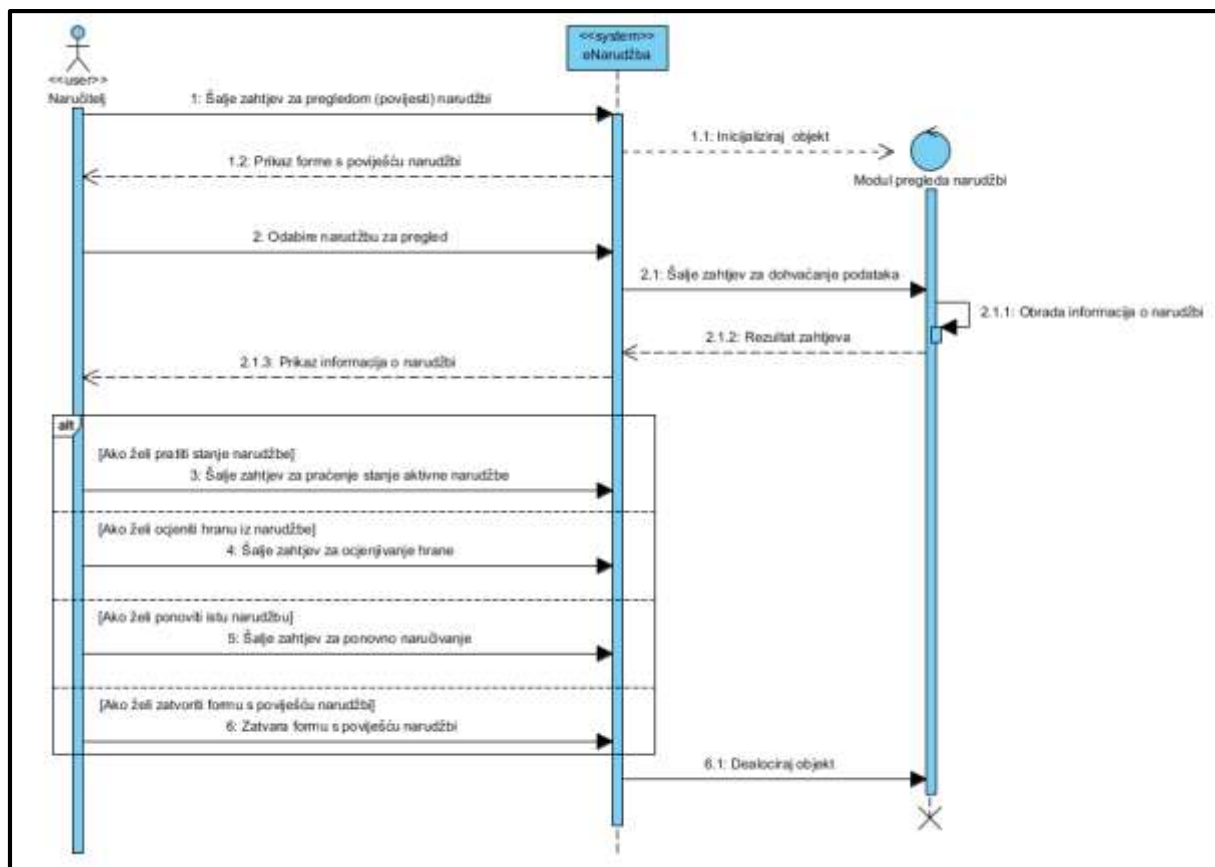 <<user>>
Naručitelj
<<system>>
eNarudžba
1: Šalje zahtjev za pregledom (povijesti) narudžbi
1.1: Inicijaliziraj objekt
Modul pregleda narudžbi
1.2: Prikaz forme s poviješću narudžbi
2: Odabire narudžbu za pregled
2.1: Šalje zahtjev za dohvaćanje podataka
2.1.1: Obrada informacija o narudžbi
2.1.2: Rezultat zahtjeva
2.1.3: Prikaz informacija o narudžbi
alt
[Ako želi pratiti stanje narudžbe]
3: Šalje zahtjev za praćenje stanje aktivne narudžbe
[Ako želi ocjeniti hranu iz narudžbe]
4: Šalje zahtjev za ocjenjivanje hrane
[Ako želi ponoviti istu narudžbu]
5: Šalje zahtjev za ponovno naručivanje
[Ako želi zatvoriti formu s poviješću narudžbi]
6: Zatvara formu s poviješću narudžbi
6.1: Dealociraj objekt